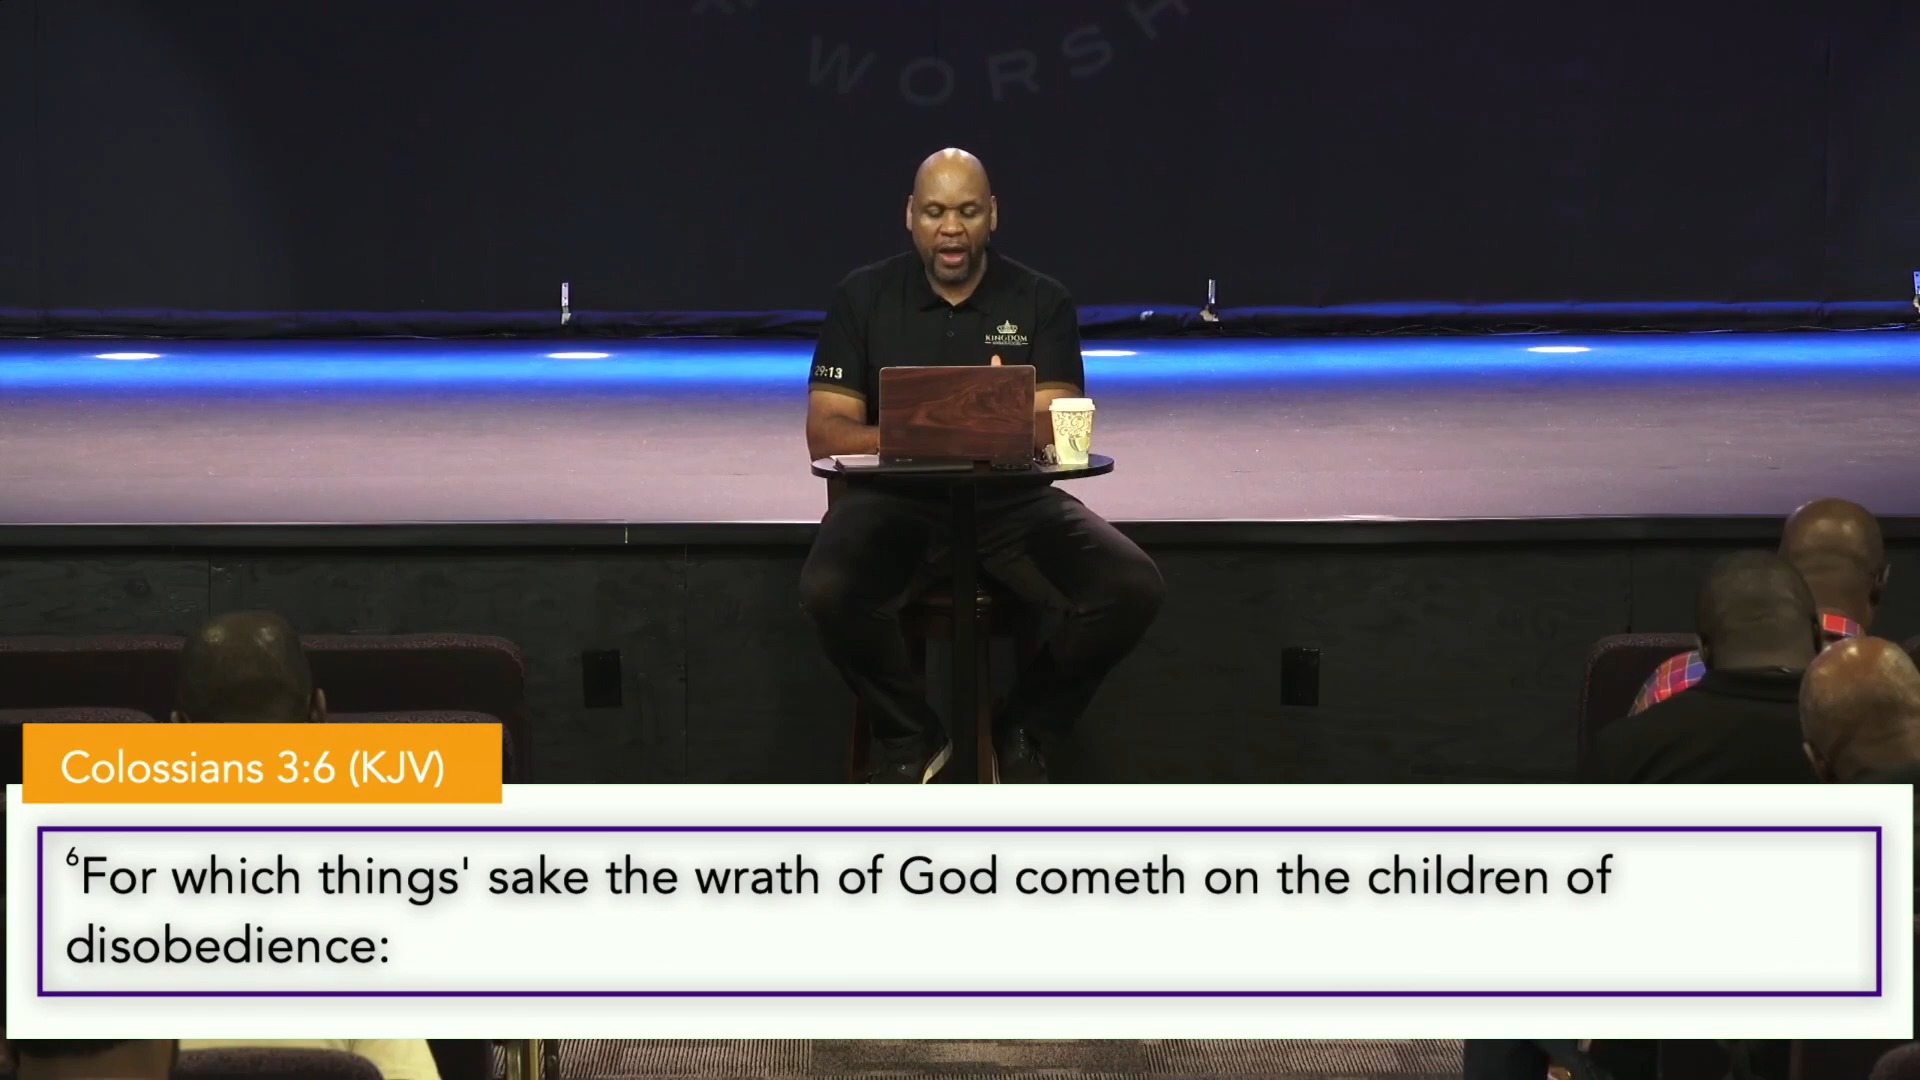 WORSH
KINGDOM
29:13
Colossians 3:6 (KJV)
6For which things' sake the wrath of God cometh on the children of
disobedience: